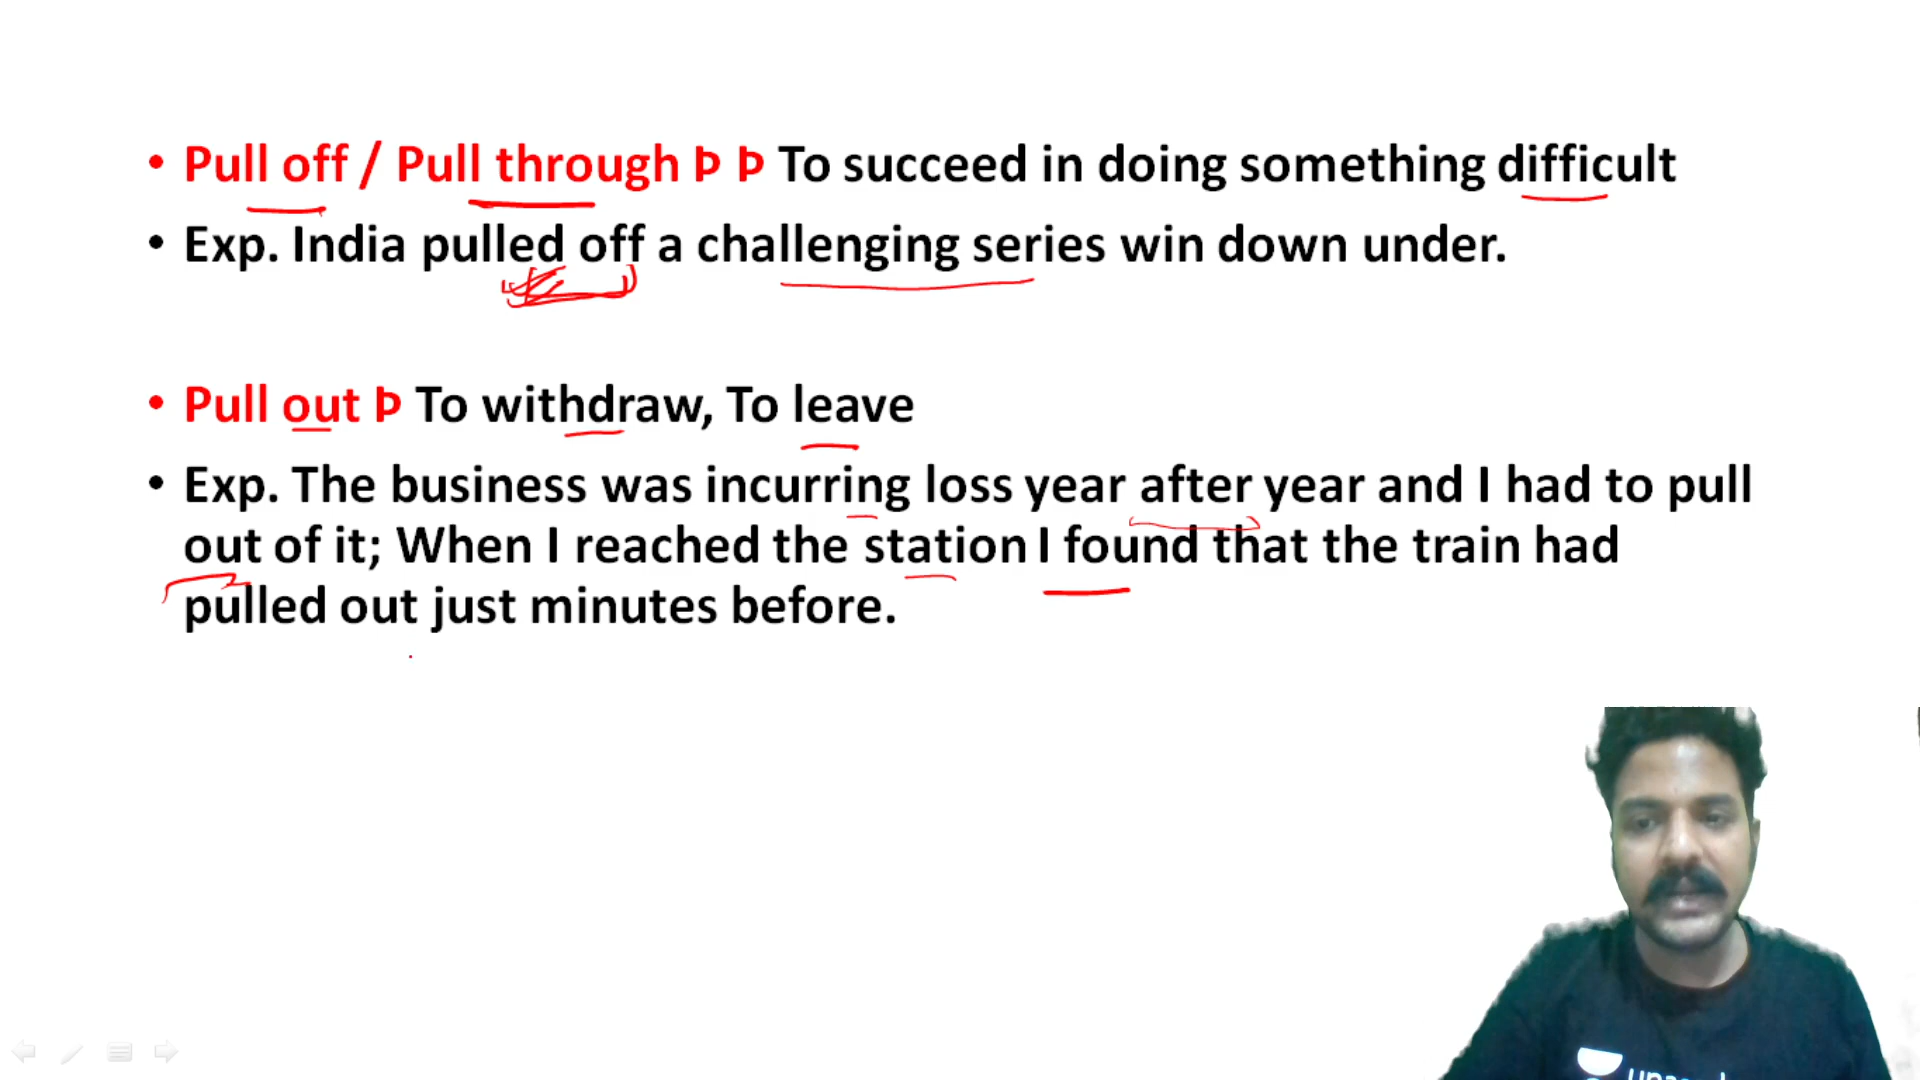 • Pull off / Pull through Þ Þ To succeed in doing something difficult
• Exp. India pulled off a challenging series win down under.
• Pull out Þ To withdraw, To leave
• Exp. The business was incurring loss year after year and I had to pull
out of it; When I reached the station I found that the train had
pulled out just minutes before.